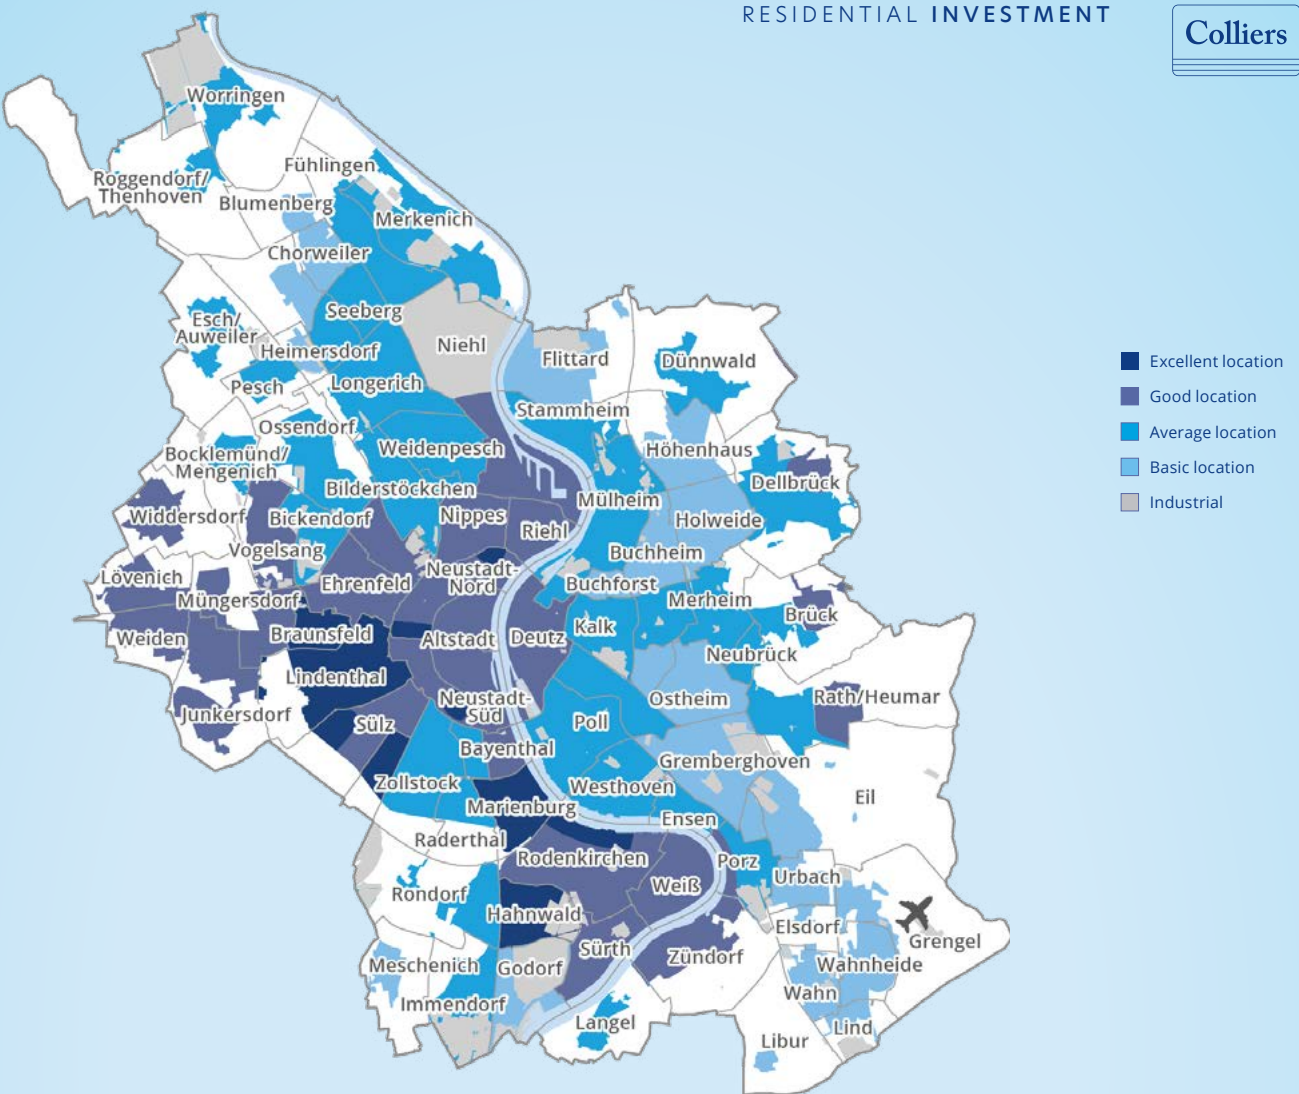 RESIDENTIAL INVESTMENT
Colliers
Worringen
Fühlingen
Roggendorf/
Thenhoven
Blumenberg
Merkenich
Chorweiler
Seeberg
Esch/
Auweiler
Niehl
Heimersdorf
Flittard
Dünnwald
Pesch
Longerich
Stammheim
Ossendorf
Weidenpesch
Höhenhaus
Bocklemünd/
Mengenich
Dellbrück
Bilderstöckchen
Mülheim
Widdersdorf
Bickendorf
Nippes
Riehl
Holweide
Vogelsang
Buchheim
Lövenich
Ehrenfeld
Neustadt-
Nord
Buchforst
Müngersdorf
Merheim
Brück
Weiden
Braunsfeld
Altstadt
Deutz
Kalk
Neubrück
Lindenthal
Ostheim
Rath/Heumar
Junkersdorf
Sülz
Neustadt-
Süd
Poll
Bayenthal
Gremberghoven
Zollstock
Westhoven
Eil
Marienburg
Ensen
Raderthal
Rodenkirchen
Porz
Urbach
Weiß
Rondorf
Hahnwald
Elsdorf
Grengel
Sürth
Zündorf
Meschenich
Godorf
Wahnheide
Wahn
Immendorf
Langel
Lind
Libur
Excellent location
Good location
Average location
Basic location
Industrial